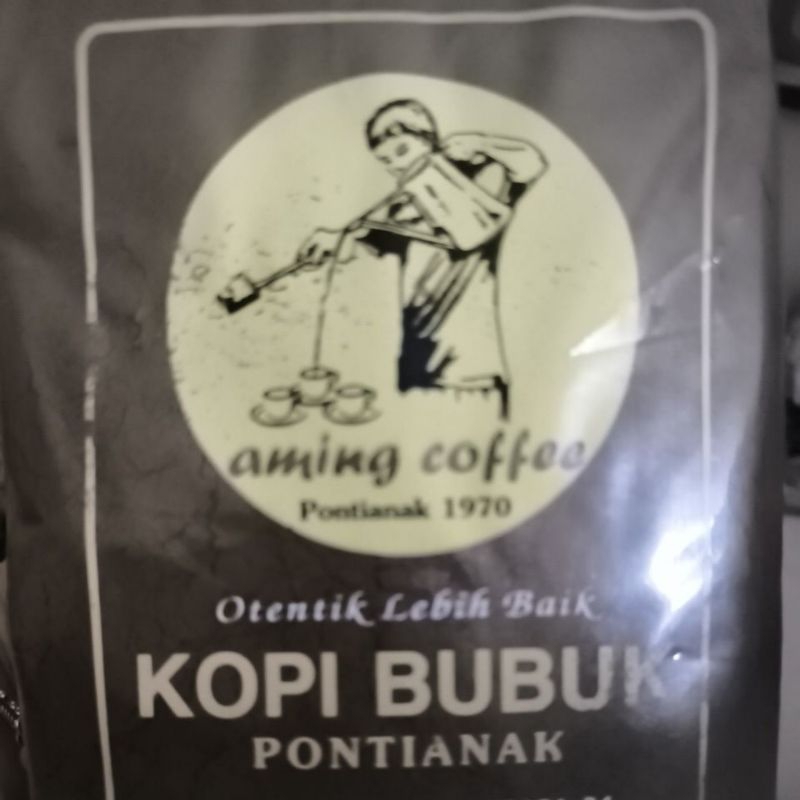 aming coffee
Pontianak 1970
Otentik Lebih Baik
KOPI BUBUK
PONTIANAK